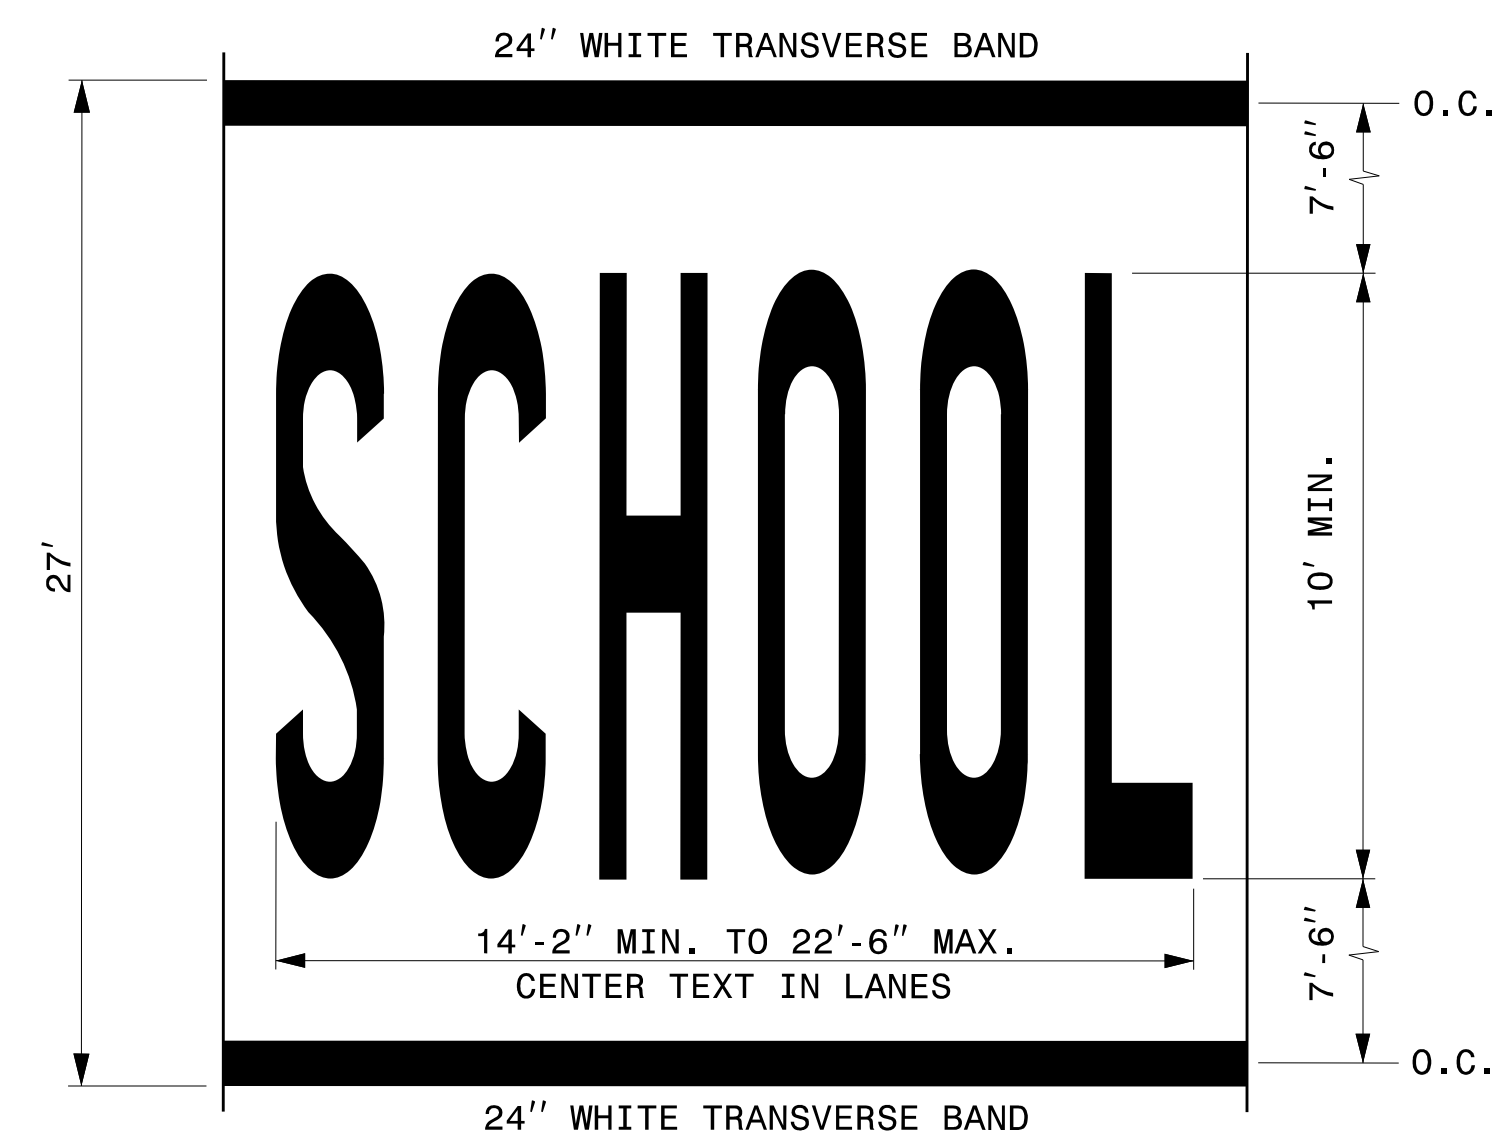 24" WHITE TRANSVERSE BAND
O.C.
7'-6"
27'
SCHOOL
10' MIN.
14'-2" MIN. TO 22'-6" MAX.
CENTER TEXT IN LANES
7'-6"
O.C.
24" WHITE TRANSVERSE BAND